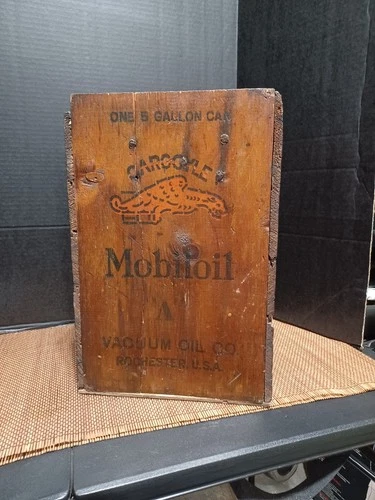 ONE 5 GALLON CAN
GARGOYLE
Mobiloil
A
VACUUM OIL CO
ROCHESTER, U.S.A.